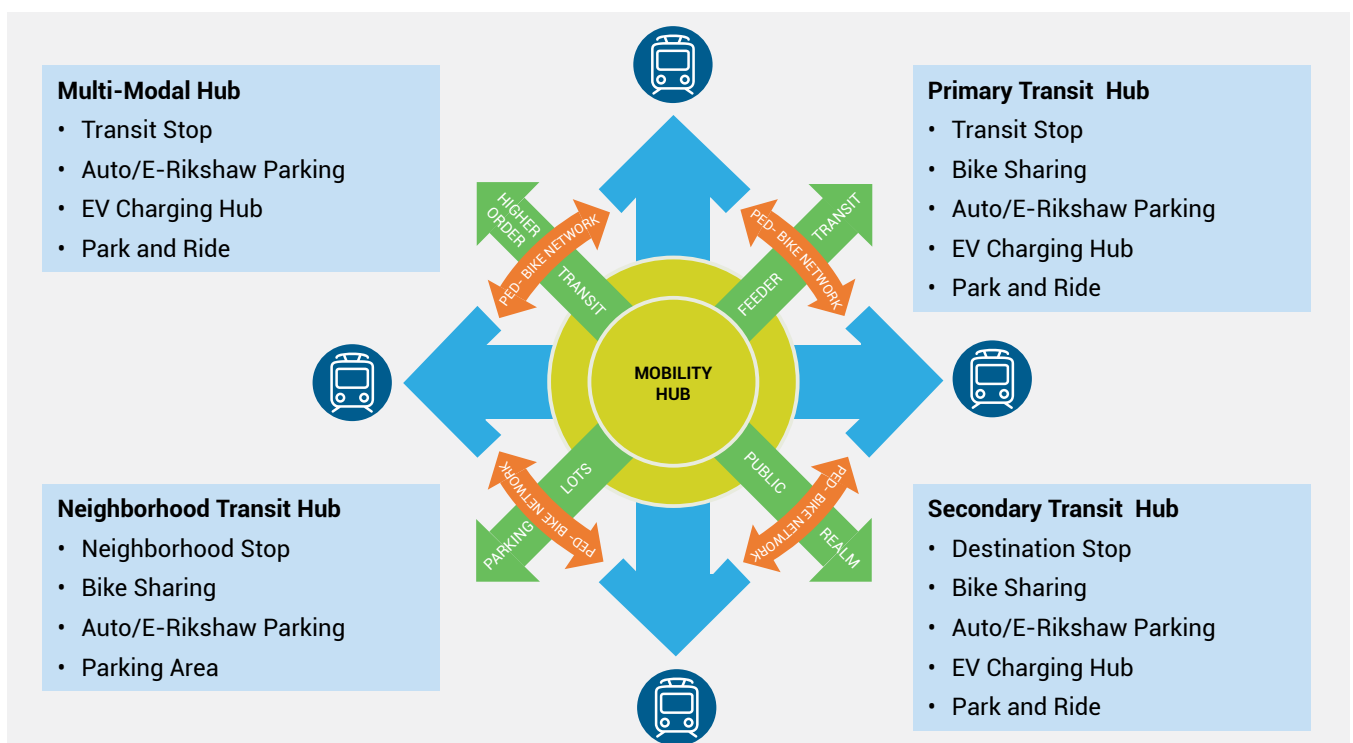 Multi-Modal Hub
• Transit Stop
• Auto/E-Rikshaw Parking
• EV Charging Hub
• Park and Ride
Primary Transit Hub
• Transit Stop
• Bike Sharing
• Auto/E-Rikshaw Parking
• EV Charging Hub
• Park and Ride
HIGHER
ORDER
TRANSIT
PED- BIKE NETWORK
FEEDER
TRANSIT
PED- BIKE NETWORK
MOBILITY
HUB
PARKING
LOTS
PED- BIKE NETWORK
PUBLIC
REALM
PED- BIKE NETWORK
Neighborhood Transit Hub
• Neighborhood Stop
• Bike Sharing
• Auto/E-Rikshaw Parking
• Parking Area
Secondary Transit Hub
• Destination Stop
• Bike Sharing
• Auto/E-Rikshaw Parking
• EV Charging Hub
• Park and Ride